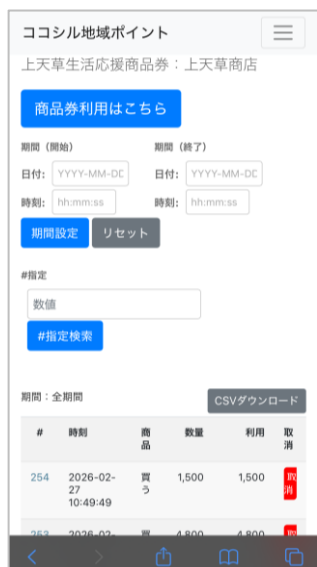 ココシル地域ポイント
上天草生活応援商品券：上天草商店
商品券利用はこちら
期間（開始） 期間（終了）
日付: YYYY-MM-DD 日付: YYYY-MM-DD
時刻: hh:mm:ss 時刻: hh:mm:ss
期間設定 リセット
#指定
数値
#指定検索
期間：全期間 CSVダウンロード
# 時刻 商品 数量 利用 取消
254 2026-02-27 10:49:49 買う 1,500 1,500 取消
253 2026-02- 買 4,800 4,800 取